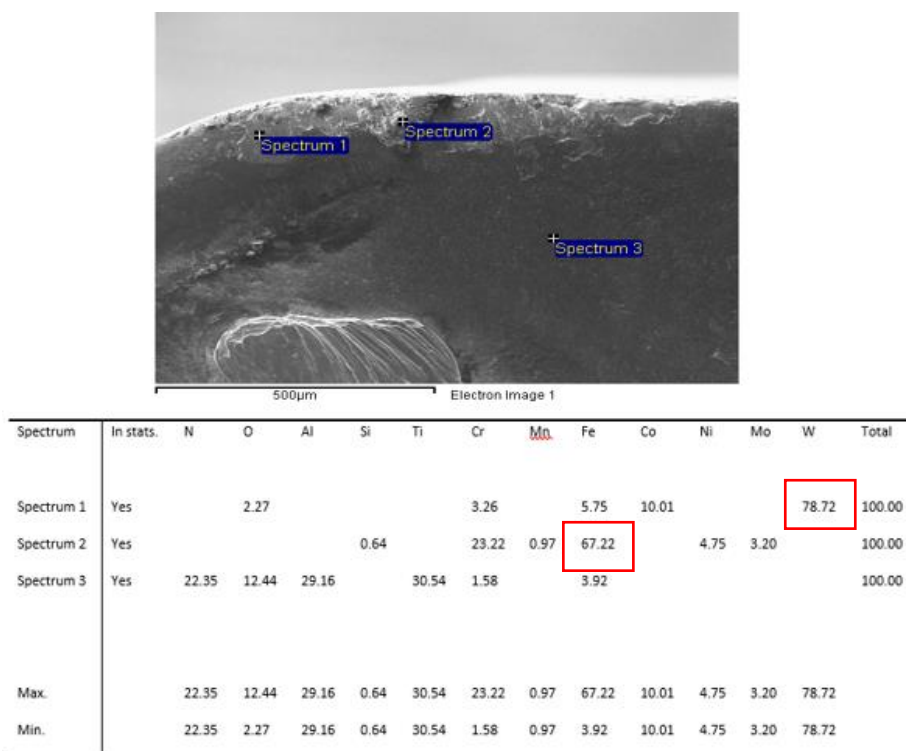 Spectrum 1
Spectrum 2
Spectrum 3
500µm Electron Image 1
Spectrum In stats. N O Al Si Ti Cr Mn Fe Co Ni Mo W Total
Spectrum 1 Yes 2.27 3.26 5.75 10.01 78.72 100.00
Spectrum 2 Yes 0.64 23.22 0.97 67.22 4.75 3.20 100.00
Spectrum 3 Yes 22.35 12.44 29.16 30.54 1.58 3.92 100.00
Max. 22.35 12.44 29.16 0.64 30.54 23.22 0.97 67.22 10.01 4.75 3.20 78.72
Min. 22.35 2.27 29.16 0.64 30.54 1.58 0.97 3.92 10.01 4.75 3.20 78.72